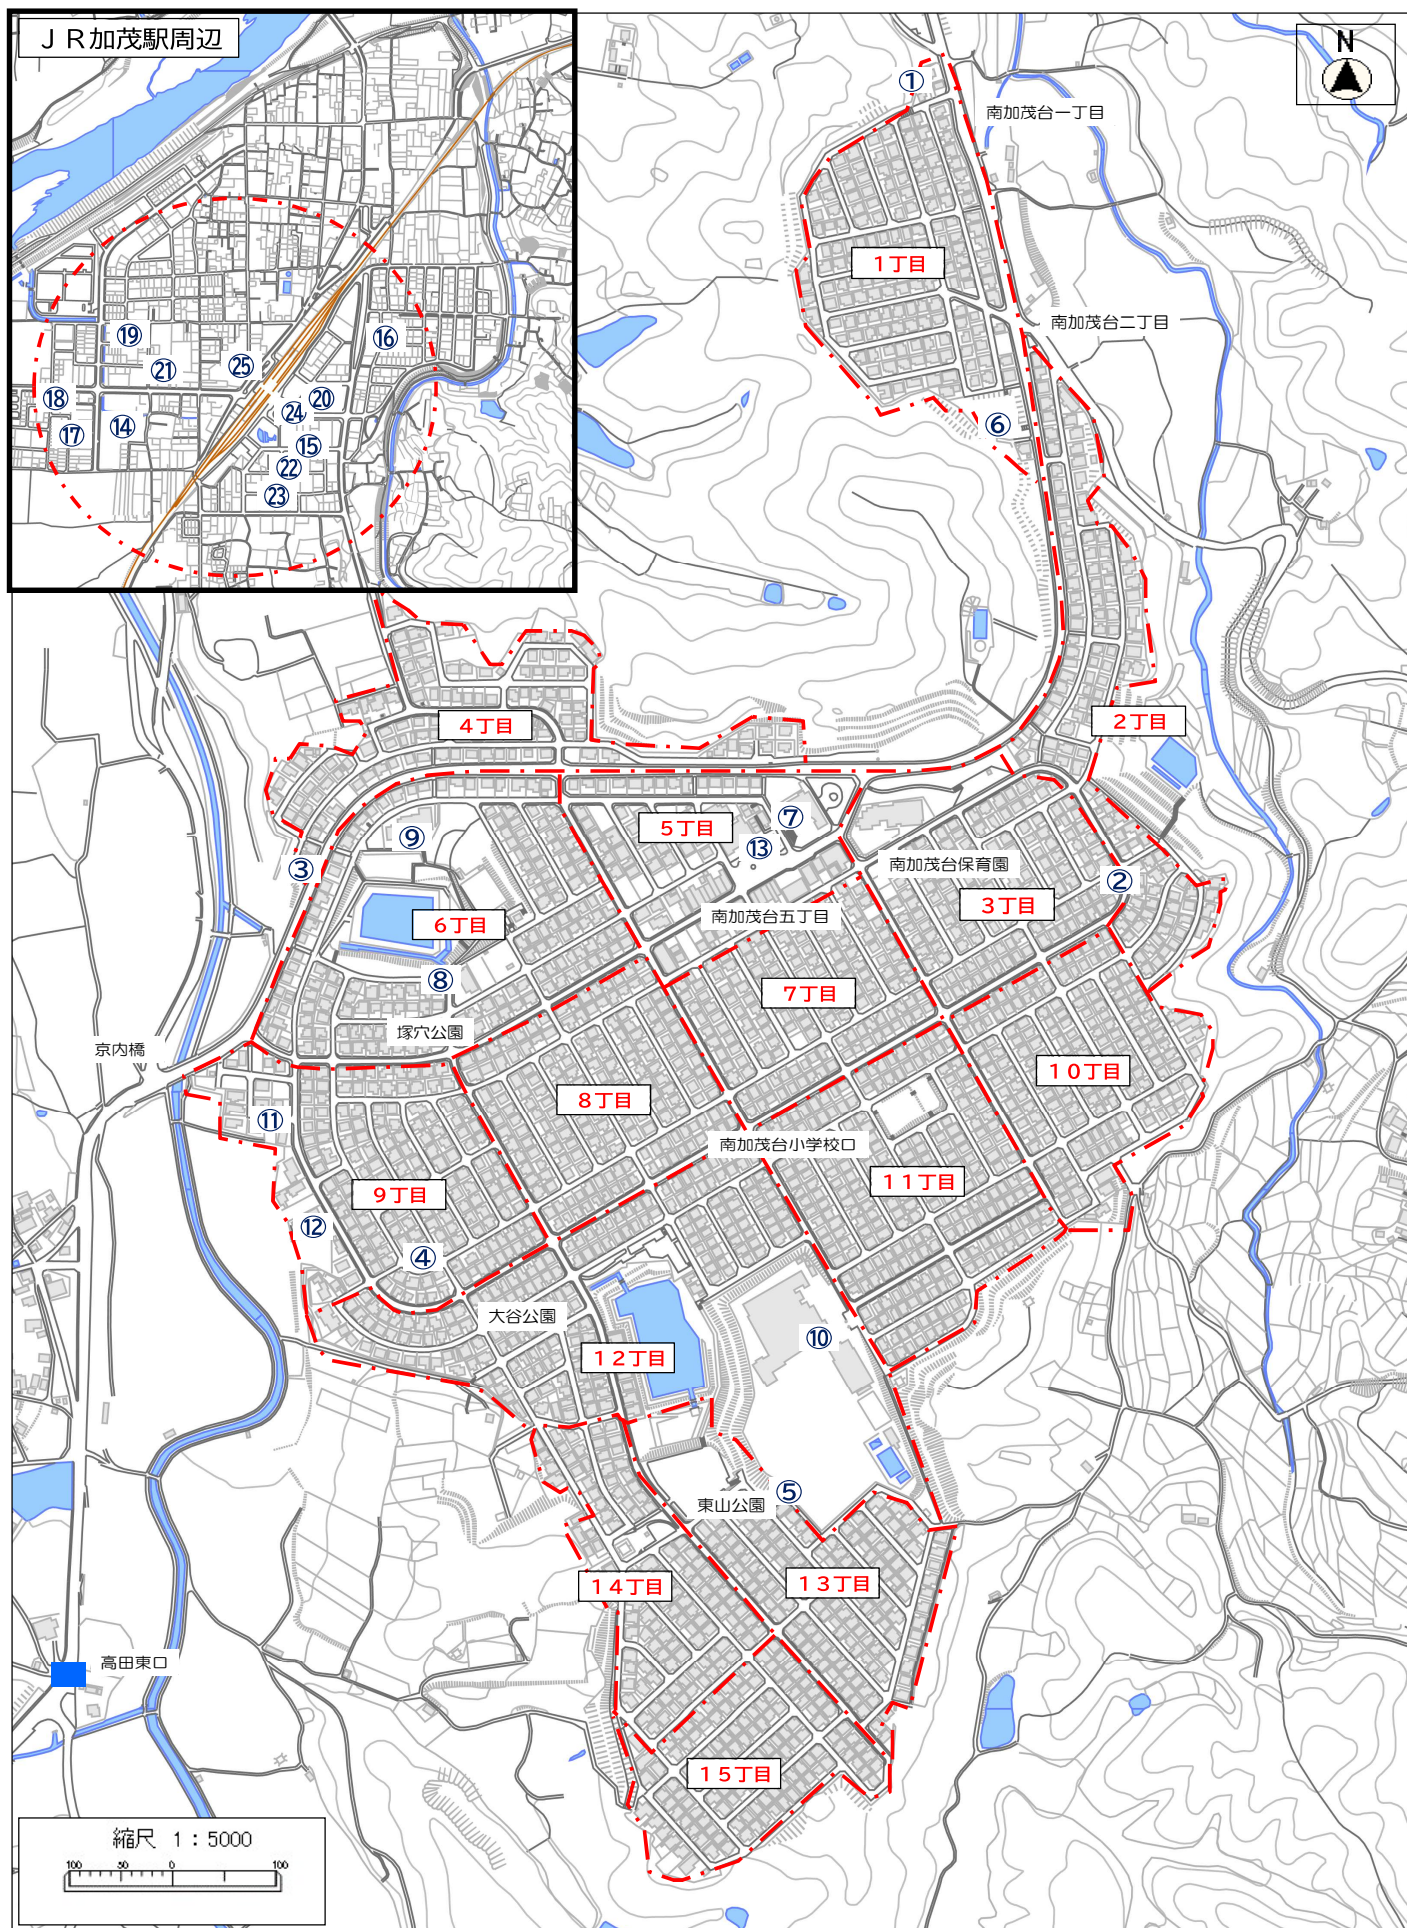 JR加茂駅周辺
N
①
南加茂台一丁目
1丁目
南加茂台二丁目
⑥
⑲
㉑
㉕
⑯
⑱
⑰
⑭
㉔
⑳
⑮
㉒
㉓
4丁目
2丁目
⑨
5丁目
⑦
⑬
③
南加茂台保育園
②
3丁目
6丁目
南加茂台五丁目
⑧
7丁目
塚穴公園
京内橋
10丁目
8丁目
⑪
南加茂台小学校口
11丁目
9丁目
⑫
④
大谷公園
⑩
12丁目
東山公園
⑤
14丁目
13丁目
高田東口
15丁目
縮尺 1:5000
100 50 0 100